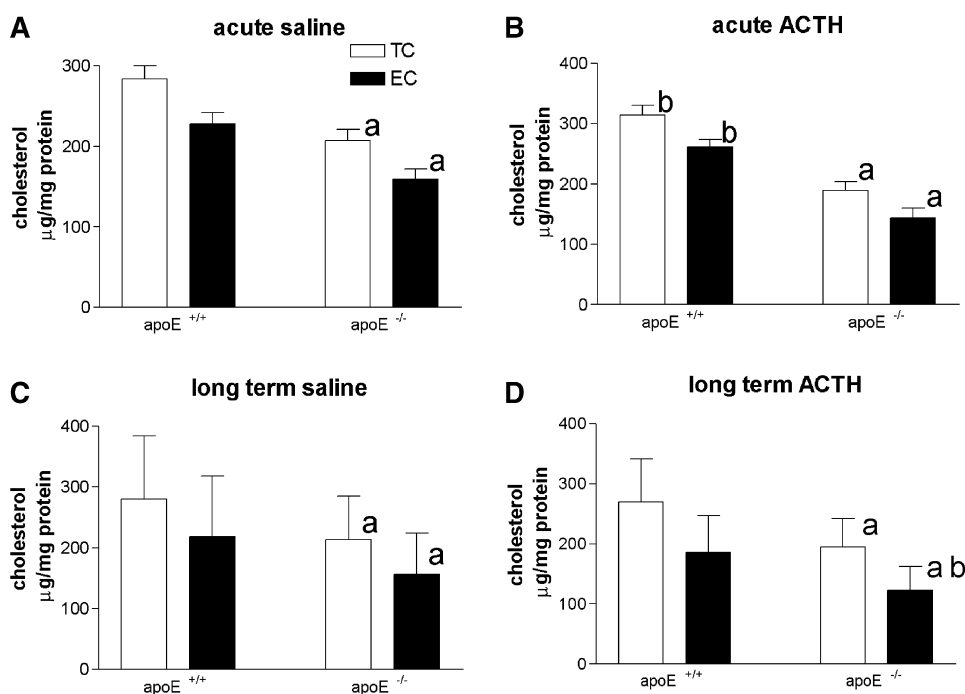 A
acute saline
TC
EC
300
200
100
0
cholesterol
µg/mg protein
a
a
apoE +/+
apoE -/-
B
acute ACTH
400
300
200
100
0
cholesterol
µg/mg protein
b
b
a
a
apoE +/+
apoE -/-
C
long term saline
400
300
200
100
0
cholesterol
µg/mg protein
a
a
apoE +/+
apoE -/-
D
long term ACTH
400
300
200
100
0
cholesterol
µg/mg protein
a
a b
apoE +/+
apoE -/-